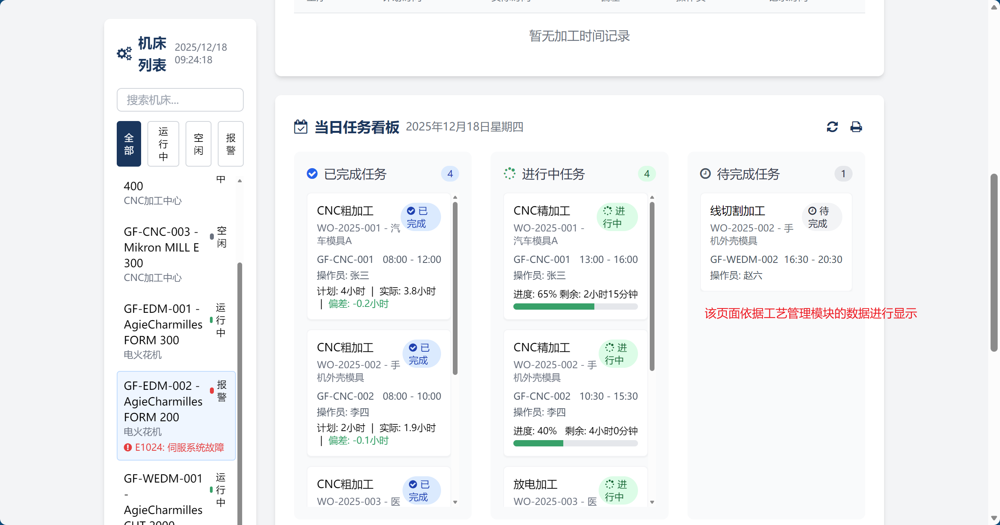 机床
列表
2025/12/18
09:24:18
搜索机床...
全
部
运
行
中
空
闲
报
警
中
400
CNC加工中心
GF-CNC-003 -
Mikron MILL E
300
空
闲
CNC加工中心
GF-EDM-001 -
AgieCharmilles
FORM 300
运
行
中
电火花机
GF-EDM-002 -
AgieCharmilles
FORM 200
报
警
电火花机
E1024: 伺服系统故障
GF-WEDM-001
-
AgieCharmilles
运
行
中
暂无加工时间记录
当日任务看板 2025年12月18日星期四
已完成任务 4
CNC粗加工
已
完成
WO-2025-001 - 汽
车模具A
GF-CNC-001 08:00 - 12:00
操作员: 张三
计划: 4小时 | 实际: 3.8小时
| 偏差: -0.2小时
CNC粗加工
已
完成
WO-2025-002 - 手
机外壳模具
GF-CNC-002 08:00 - 10:00
操作员: 李四
计划: 2小时 | 实际: 1.9小时
| 偏差: -0.1小时
CNC粗加工
已
完成
WO-2025-003 - 医
进行中任务 4
CNC精加工
进
行中
WO-2025-001 -
汽车模具A
GF-CNC-001 13:00 - 16:00
操作员: 张三
进度: 65% 剩余: 2小时15分钟
CNC精加工
进
行中
WO-2025-002 - 手
机外壳模具
GF-CNC-002 10:30 - 15:30
操作员: 李四
进度: 40% 剩余: 4小时0分钟
放电加工
进
行中
WO-2025-003 - 医
待完成任务 1
线切割加工
待
完成
WO-2025-002 - 手
机外壳模具
GF-WEDM-002 16:30 - 20:30
操作员: 赵六
该页面依据工艺管理模块的数据进行显示